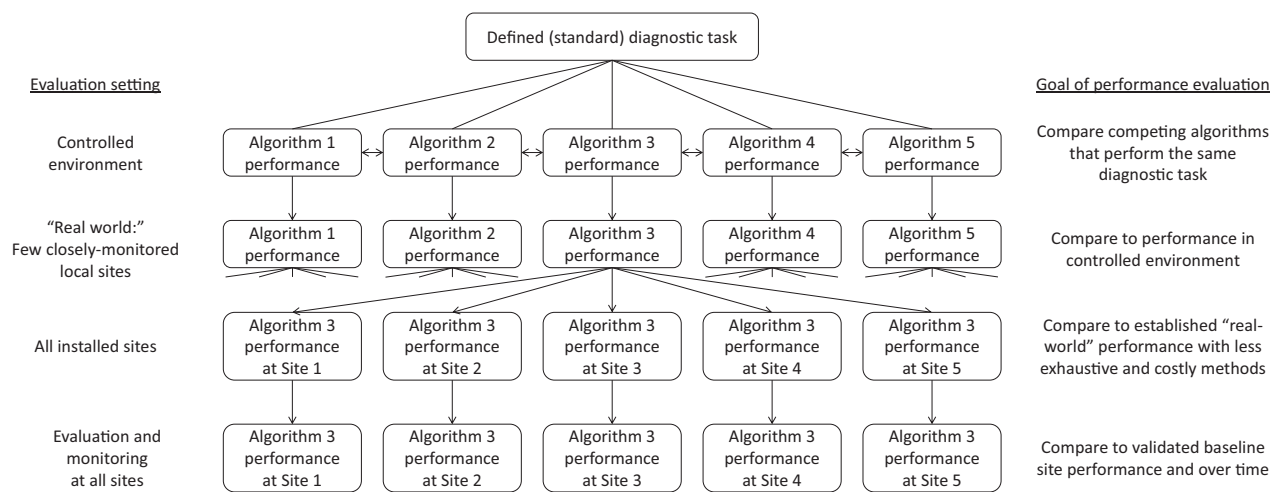 Defined (standard) diagnostic task
Evaluation setting
Goal of performance evaluation
Controlled
environment
Algorithm 1
performance
Algorithm 2
performance
Algorithm 3
performance
Algorithm 4
performance
Algorithm 5
performance
Compare competing algorithms
that perform the same
diagnostic task
“Real world:”
Few closely-monitored
local sites
Algorithm 1
performance
Algorithm 2
performance
Algorithm 3
performance
Algorithm 4
performance
Algorithm 5
performance
Compare to performance in
controlled environment
All installed sites
Algorithm 3
performance
at Site 1
Algorithm 3
performance
at Site 2
Algorithm 3
performance
at Site 3
Algorithm 3
performance
at Site 4
Algorithm 3
performance
at Site 5
Compare to established “real-
world” performance with less
exhaustive and costly methods
Evaluation and
monitoring
at all sites
Algorithm 3
performance
at Site 1
Algorithm 3
performance
at Site 2
Algorithm 3
performance
at Site 3
Algorithm 3
performance
at Site 4
Algorithm 3
performance
at Site 5
Compare to validated baseline
site performance and over time